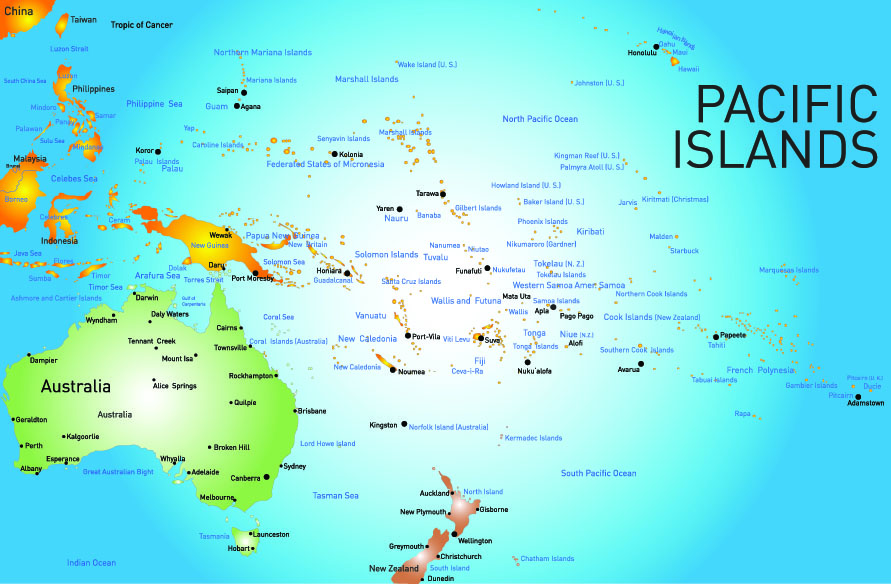 China
Taiwan
Tropic of Cancer
Luzon Strait
Hawaiian Islands
Oahu
Honolulu
Maui
Hawaii
Northern Mariana Islands
Wake Island (U. S.)
South China Sea
Luzon
Mariana Islands
Marshall Islands
Johnston (U. S.)
Philippines
Saipan
PACIFIC
ISLANDS
Mindoro
Philippine Sea
Guam
Agana
Samar
North Pacific Ocean
Palawan
Sulu Sea
Mindanao
Yap
Caroline Islands
Senyavin Islands
Marshall Islands
Malaysia
Brunei
Koror
Palau Islands
Palau
Kolonia
Federated States of Micronesia
Kingman Reef (U. S.)
Palmyra Atoll (U. S.)
Celebes Sea
Howland Island (U. S.)
Tarawa
Borneo
Celebres
Ceram
Yaren
Nauru
Banaba
Gilbert Islands
Baker Island (U. S.)
Jarvis
Kiritmati (Christmas)
Phoenix Islands
Kiribati
Indonesia
Wewak
New Guinea
Papua New Guinea
New Britain
Nanumea
Niutao
Nikumaroro (Gardner)
Malden
Starbuck
Java Sea
Flores
Sumba
Timor
Dolak
Daru
Solomon Sea
Solomon Islands
Tuvalu
Funafuti
Nukufetau
Tokelau (N. Z.)
Tokelau Islands
Marquesas Islands
Arafura Sea
Torres Strait
Port Moresby
Honiara
Guadalcanal
Santa Cruz Islands
Western Samoa
Amer. Samoa
Timor Sea
Ashmore and Cartier Islands
Darwin
Gulf of
Carpentaria
Wallis and Futuna
Mata Uta
Samoa Islands
Northern Cook Islands
Wyndham
Daly Waters
Cairns
Coral Sea
Vanuatu
Wallis
Apia
Pago Pago
Cook Islands (New Zealand)
Tennant Creek
Mount Isa
Townsville
Coral Islands (Australia)
New Caledonia
Port-Vila
Viti Levu
Suva
Tonga
Tonga Islands
Niue (N.Z.)
Alofi
Papeete
Tahiti
Dampier
Fiji
Ceva-i-Ra
Southern Cook Islands
New Caledonia
Noumea
Nuku`alofa
Avarua
French Polynesia
Tabuai Islands
Gambier Islands
Ducie
Pitcairn
Adamstown
Australia
Alice Springs
Rockhampton
Quilpie
Australia
Brisbane
Rapa
Geraldton
Kingston
Norfolk Island (Australia)
Kalgoorlie
Perth
Esperance
Albany
Broken Hill
Lord Howe Island
Kermadec Islands
Whyalla
Great Australian Bight
Adelaide
Sydney
Canberra
South Pacific Ocean
Melbourne
Tasman Sea
Auckland
North Island
New Plymouth
Gisborne
Tasmania
Launceston
Hobart
Wellington
Greymouth
Christchurch
Chatham Islands
Indian Ocean
New Zealand
South Island
Dunedin